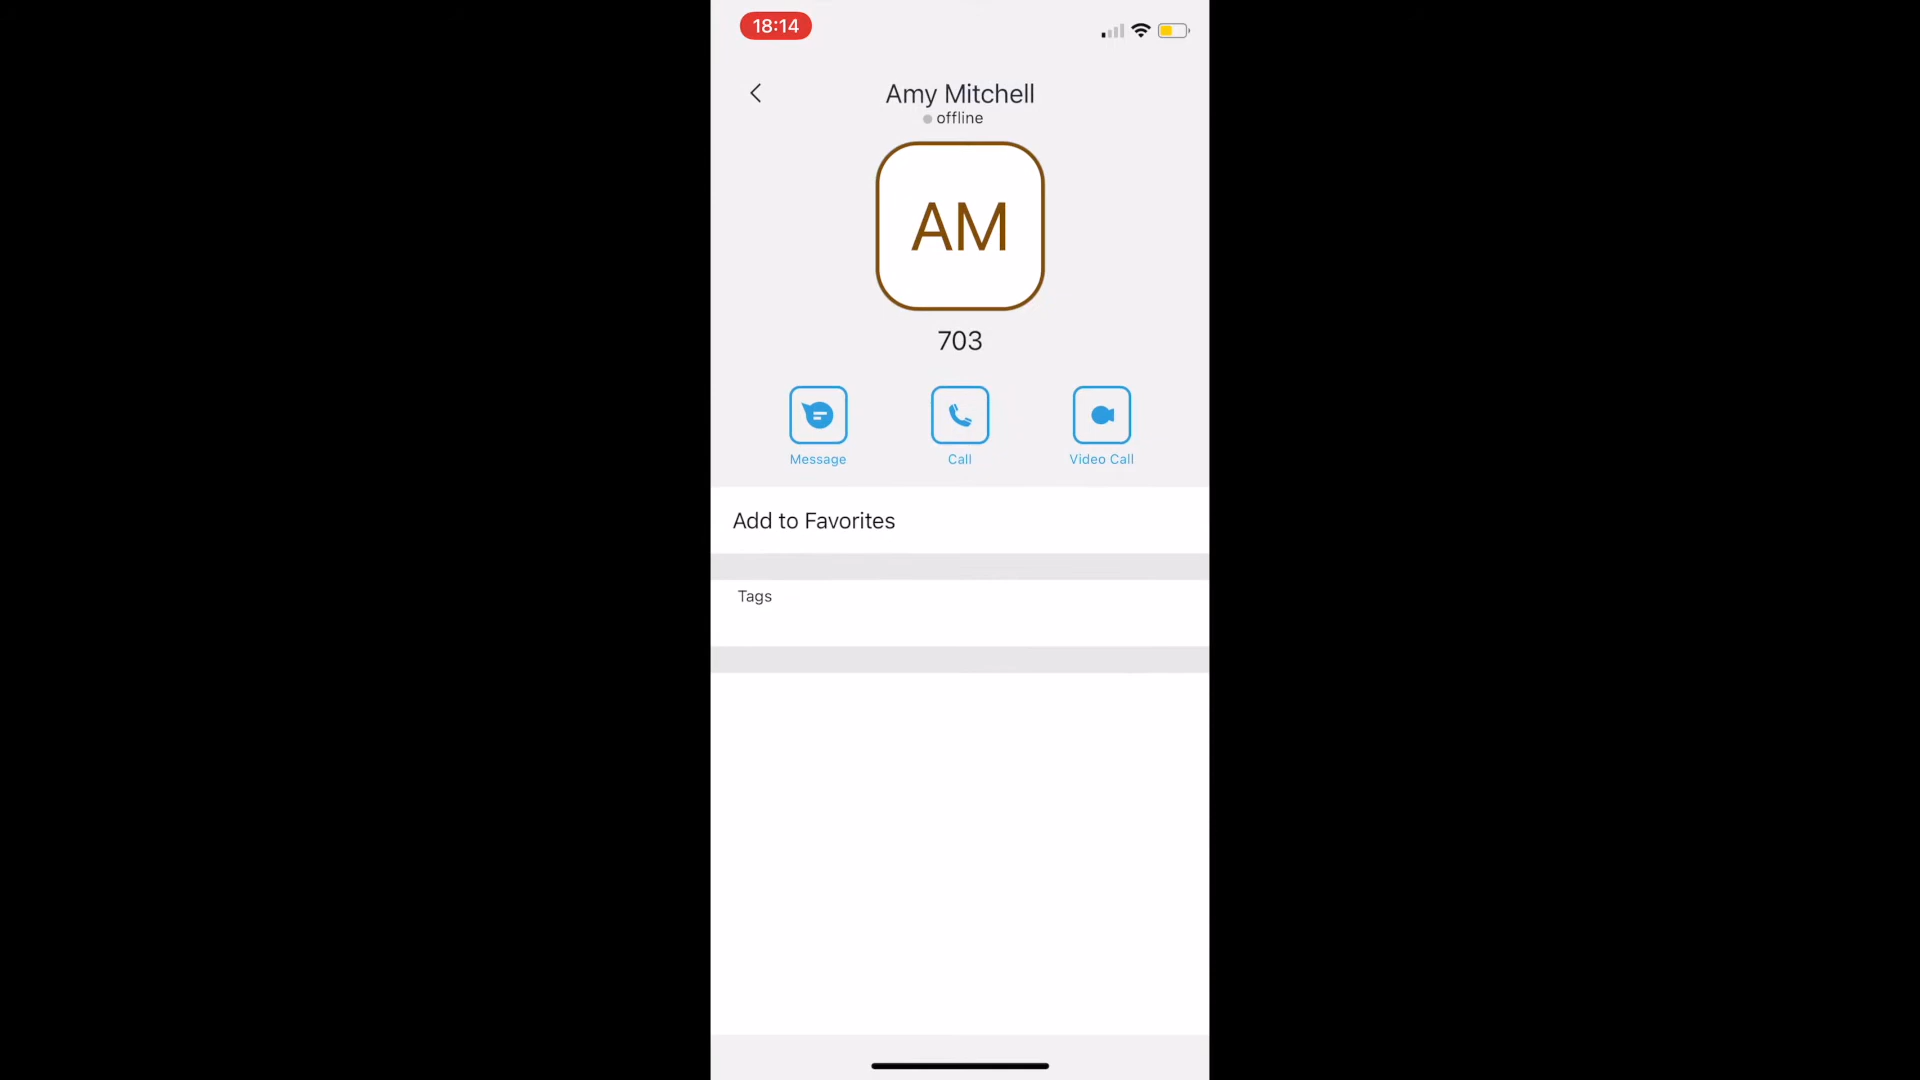 18:14
Amy Mitchell
offline
AM
703
Message Call Video Call
Add to Favorites
Tags